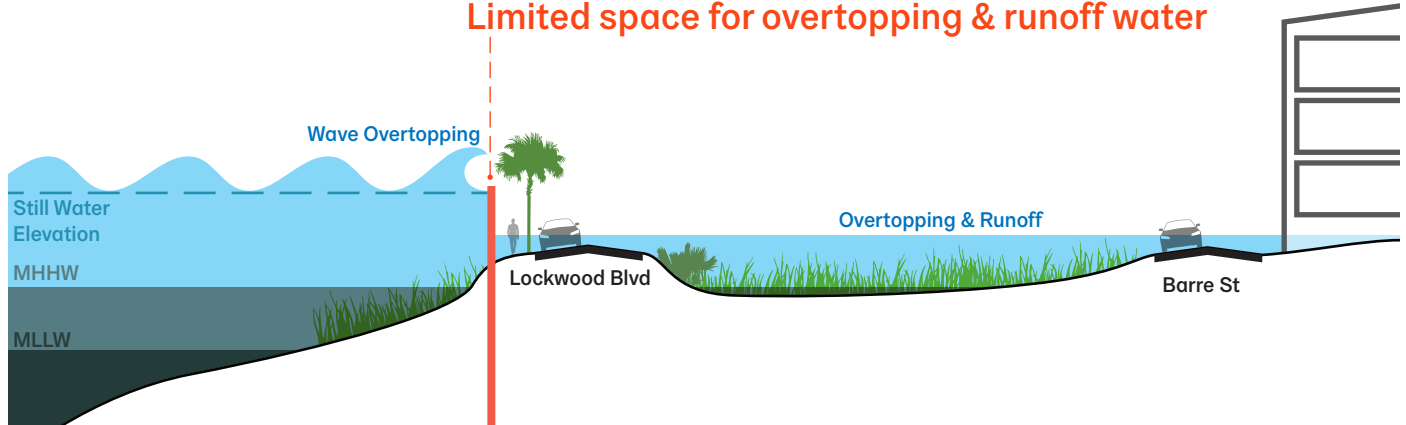 Limited space for overtopping & runoff water
Wave Overtopping
Still Water
Elevation
Overtopping & Runoff
MHHW
Lockwood Blvd
Barre St
MLLW